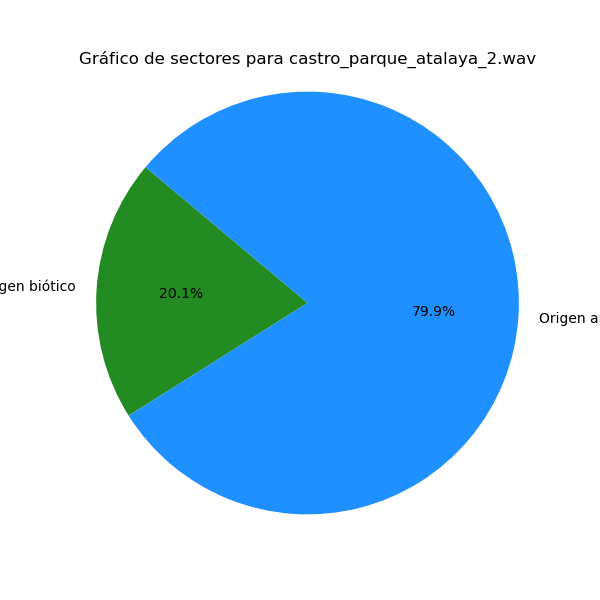 Gráfico de sectores para castro_parque_atalaya_2.wav
gen biótico
20.1%
79.9%
Origen